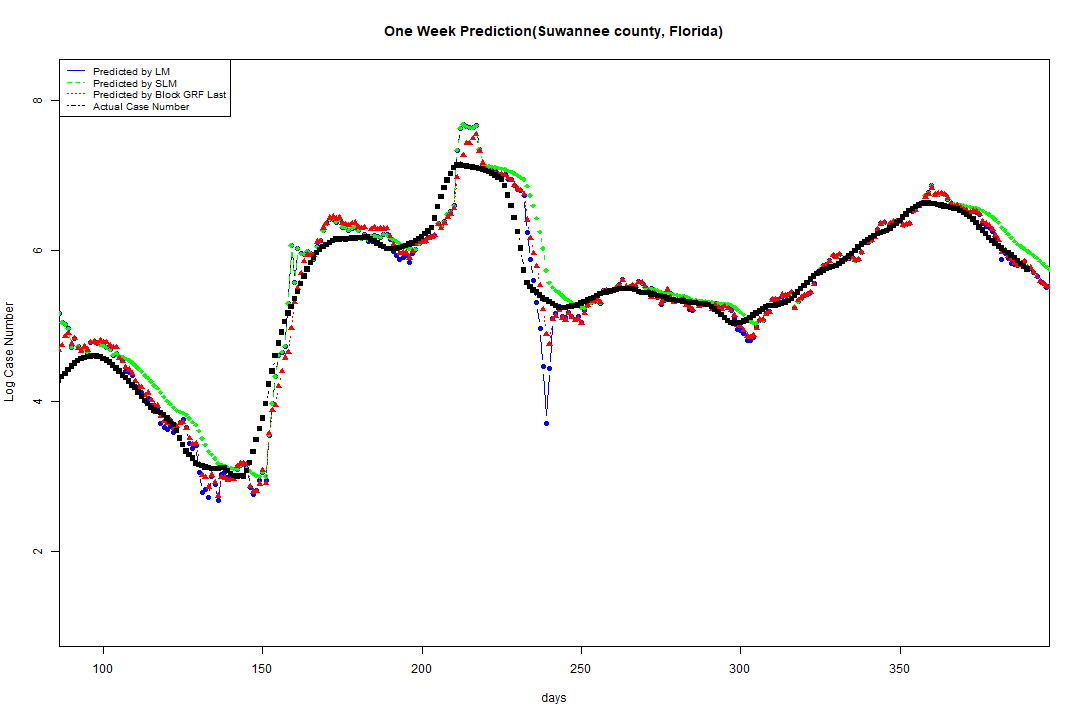 One Week Prediction(Suwannee county, Florida)
Predicted by LM
Predicted by SLM
Predicted by Block GRF Last
Actual Case Number
8
6
4
2
Log Case Number
100 150 200 250 300 350
days